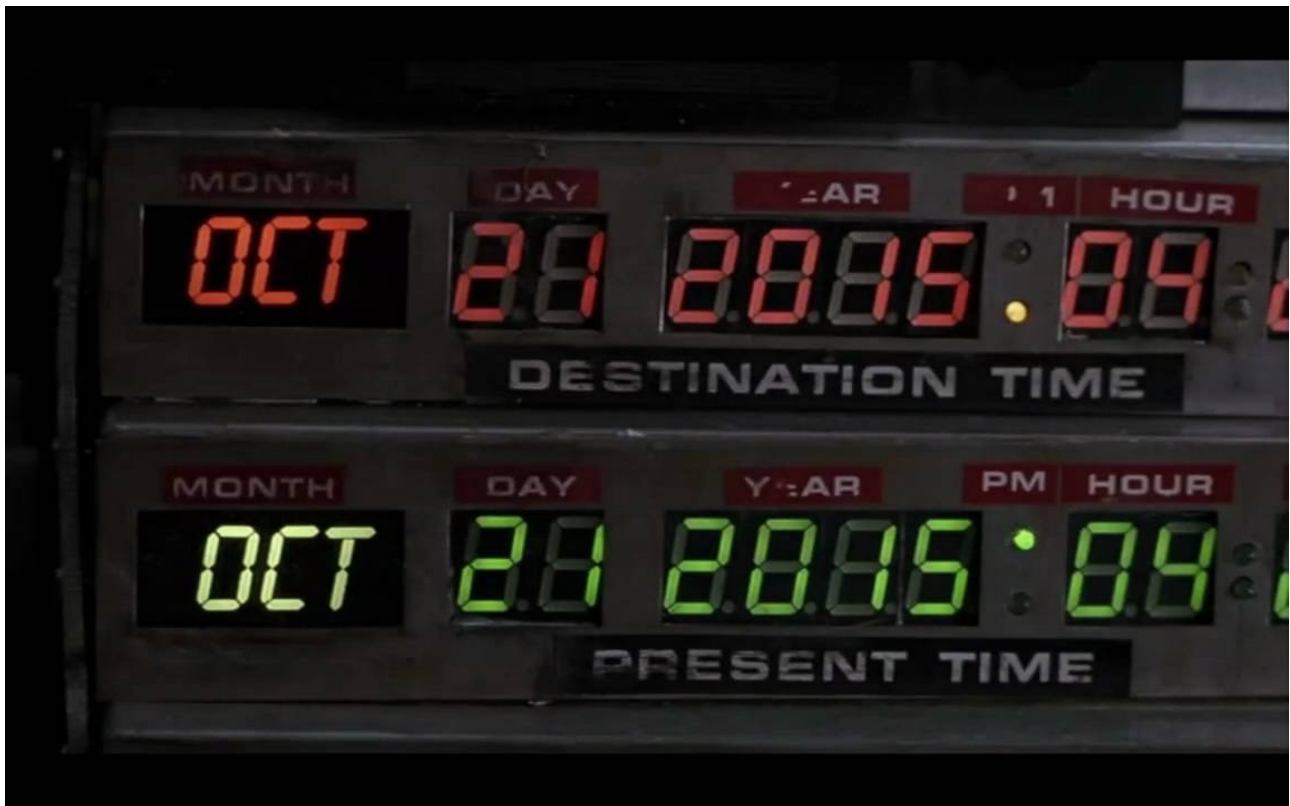 MONTH DAY HOUR
OCT 21 2015 04
DESTINATION TIME
MONTH DAY YEAR PM HOUR
OCT 21 2015 04
PRESENT TIME